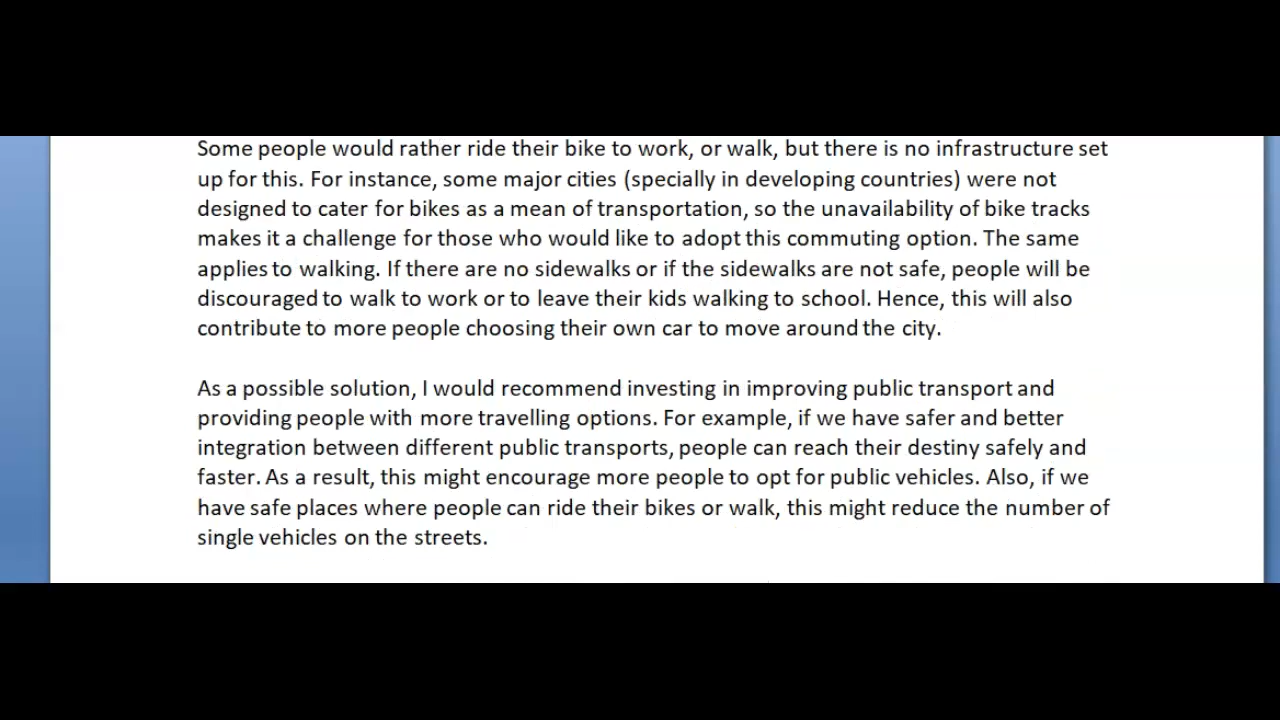 Some people would rather ride their bike to work, or walk, but there is no infrastructure set
up for this. For instance, some major cities (specially in developing countries) were not
designed to cater for bikes as a mean of transportation, so the unavailability of bike tracks
makes it a challenge for those who would like to adopt this commuting option. The same
applies to walking. If there are no sidewalks or if the sidewalks are not safe, people will be
discouraged to walk to work or to leave their kids walking to school. Hence, this will also
contribute to more people choosing their own car to move around the city.
As a possible solution, I would recommend investing in improving public transport and
providing people with more travelling options. For example, if we have safer and better
integration between different public transports, people can reach their destiny safely and
faster. As a result, this might encourage more people to opt for public vehicles. Also, if we
have safe places where people can ride their bikes or walk, this might reduce the number of
single vehicles on the streets.